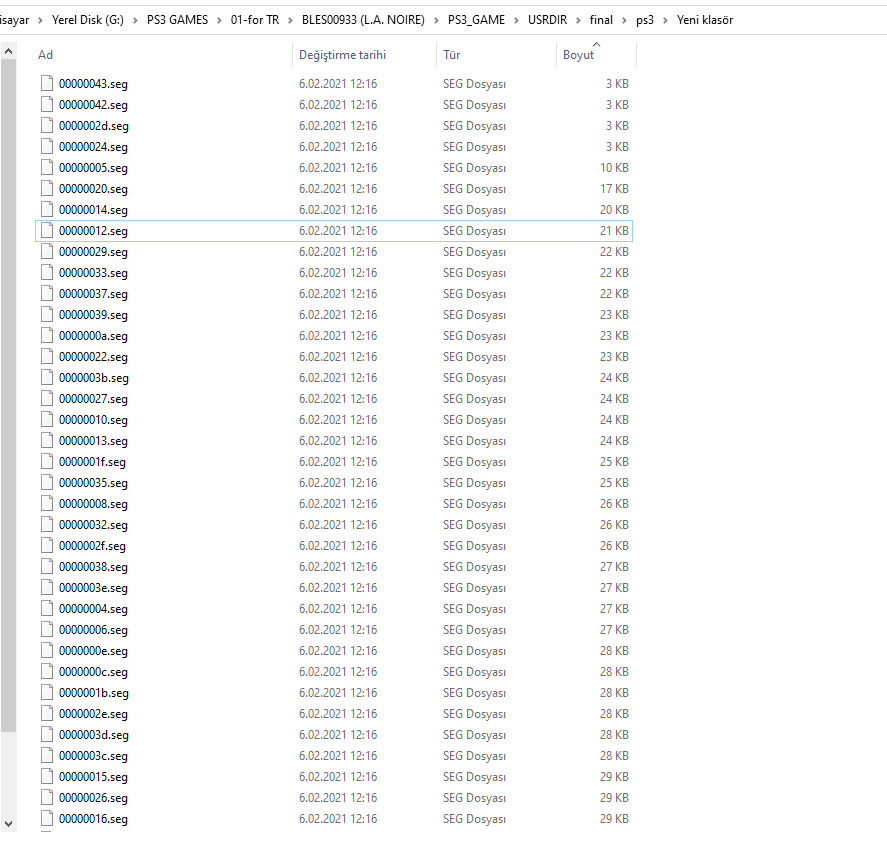 isayar > Yerel Disk (G:) > PS3 GAMES > 01-for TR > BLES00933 (L.A. NOIRE) > PS3_GAME > USRDIR > final > ps3 > Yeni klasör
Ad Değiştirme tarihi Tür Boyut
00000043.seg 6.02.2021 12:16 SEG Dosyası 3 KB
00000042.seg 6.02.2021 12:16 SEG Dosyası 3 KB
0000002d.seg 6.02.2021 12:16 SEG Dosyası 3 KB
00000024.seg 6.02.2021 12:16 SEG Dosyası 3 KB
00000005.seg 6.02.2021 12:16 SEG Dosyası 10 KB
00000020.seg 6.02.2021 12:16 SEG Dosyası 17 KB
00000014.seg 6.02.2021 12:16 SEG Dosyası 20 KB
00000012.seg 6.02.2021 12:16 SEG Dosyası 21 KB
00000029.seg 6.02.2021 12:16 SEG Dosyası 22 KB
00000033.seg 6.02.2021 12:16 SEG Dosyası 22 KB
00000037.seg 6.02.2021 12:16 SEG Dosyası 22 KB
00000039.seg 6.02.2021 12:16 SEG Dosyası 23 KB
0000000a.seg 6.02.2021 12:16 SEG Dosyası 23 KB
00000022.seg 6.02.2021 12:16 SEG Dosyası 23 KB
0000003b.seg 6.02.2021 12:16 SEG Dosyası 24 KB
00000027.seg 6.02.2021 12:16 SEG Dosyası 24 KB
00000010.seg 6.02.2021 12:16 SEG Dosyası 24 KB
00000013.seg 6.02.2021 12:16 SEG Dosyası 24 KB
0000001f.seg 6.02.2021 12:16 SEG Dosyası 25 KB
00000035.seg 6.02.2021 12:16 SEG Dosyası 25 KB
00000008.seg 6.02.2021 12:16 SEG Dosyası 26 KB
00000032.seg 6.02.2021 12:16 SEG Dosyası 26 KB
0000002f.seg 6.02.2021 12:16 SEG Dosyası 26 KB
00000038.seg 6.02.2021 12:16 SEG Dosyası 27 KB
0000003e.seg 6.02.2021 12:16 SEG Dosyası 27 KB
00000004.seg 6.02.2021 12:16 SEG Dosyası 27 KB
00000006.seg 6.02.2021 12:16 SEG Dosyası 27 KB
0000000e.seg 6.02.2021 12:16 SEG Dosyası 28 KB
0000000c.seg 6.02.2021 12:16 SEG Dosyası 28 KB
0000001b.seg 6.02.2021 12:16 SEG Dosyası 28 KB
0000002e.seg 6.02.2021 12:16 SEG Dosyası 28 KB
0000003d.seg 6.02.2021 12:16 SEG Dosyası 28 KB
0000003c.seg 6.02.2021 12:16 SEG Dosyası 28 KB
00000015.seg 6.02.2021 12:16 SEG Dosyası 29 KB
00000026.seg 6.02.2021 12:16 SEG Dosyası 29 KB
00000016.seg 6.02.2021 12:16 SEG Dosyası 29 KB